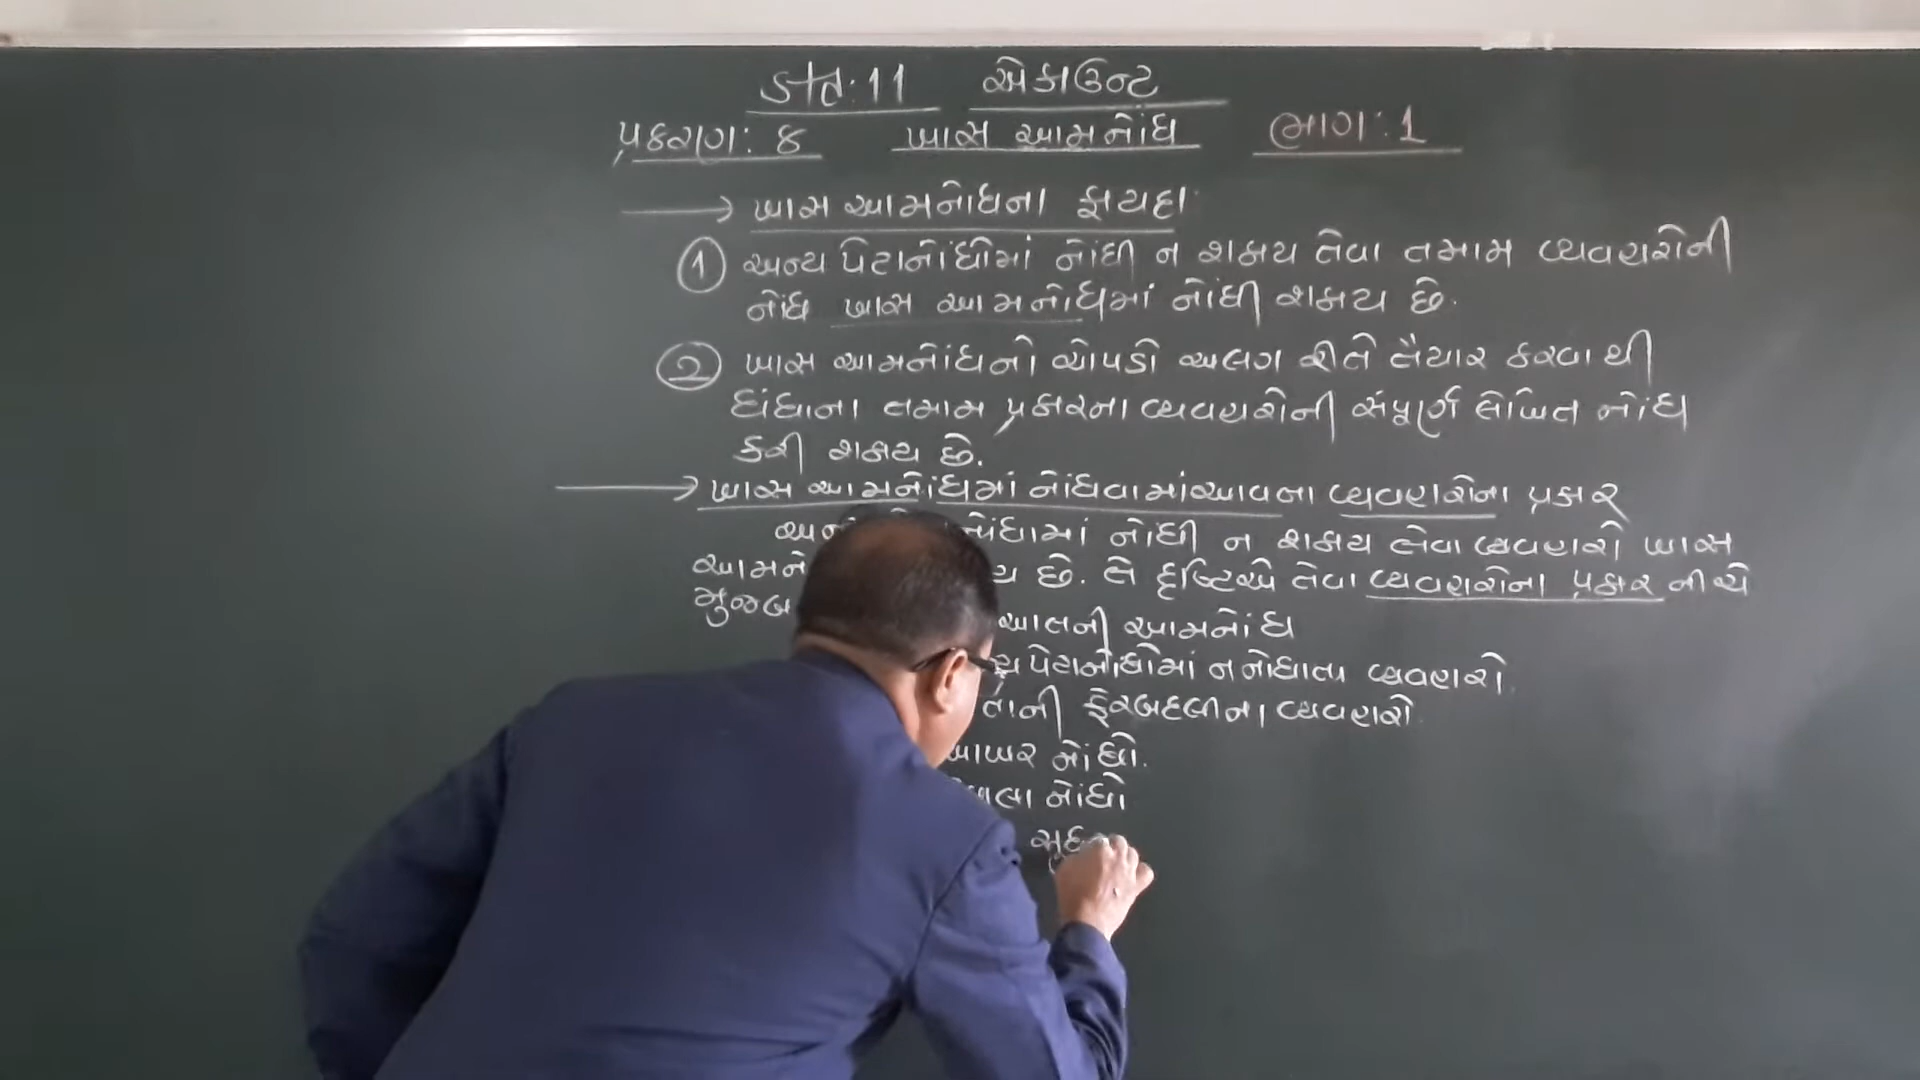 ધોરણ: 11 એકાઉન્ટ
પ્રકરણ: 8 ખાસ આમનોંધ ભાગ: 1
→ ખાસ આમનોંધના ફાયદા
① અન્ય પેટાનોંધોમાં નોંધી ન શકાય તેવા તમામ વ્યવહારોની
નોંધ ખાસ આમનોંધમાં નોંધી શકાય છે.
② ખાસ આમનોંધનો ચોપડો અલગ રીતે તૈયાર કરવાથી
ધંધાના તમામ પ્રકારના વ્યવહારોની સંપૂર્ણ લેખિત નોંધ
કરી શકાય છે.
→ ખાસ આમનોંધમાં નોંધવામાં આવતા વ્યવહારોના પ્રકાર
નોંધી ન શકાય તેવા વ્યવહારો ખાસ
છે. તે દૃષ્ટિએ તેવા વ્યવહારોના પ્રકાર નીચે
મુજબ આમનોંધ
પેટાનોંધોમાં ન નોંધાતા વ્યવહારો.
ફેરબદલીના વ્યવહારો
નોંધો.
નોંધો